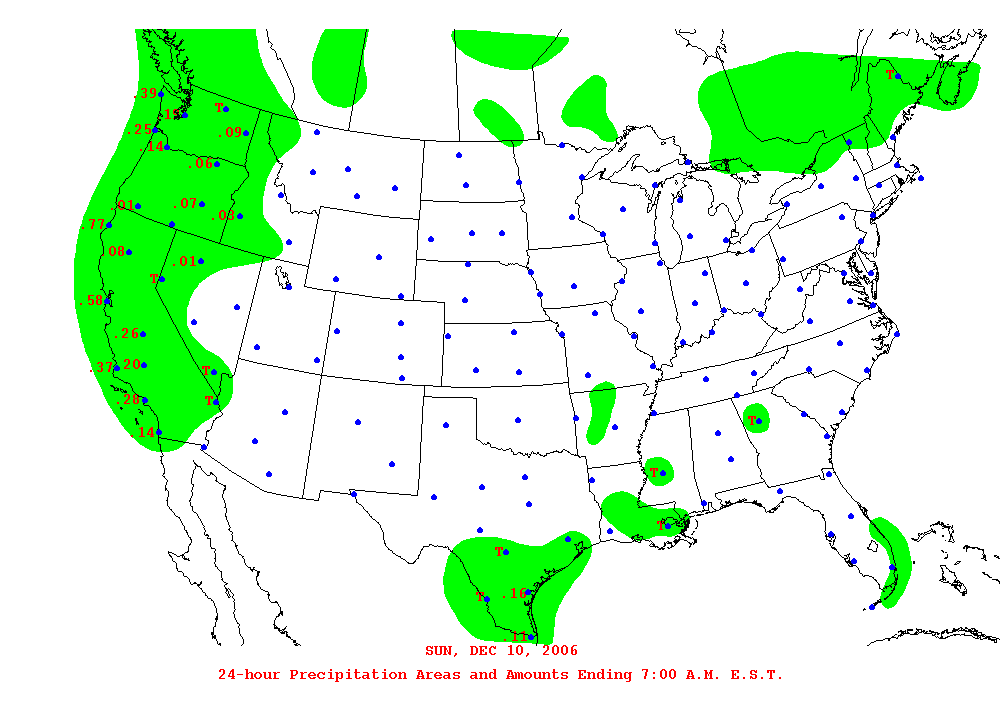 T
.39
T
.15
.25
.09
.14
.06
.01
.07
.03
.77
.08
.01
T
.58
.26
.37
.20
T
.28
T
.14
T
T
T
T
T
.16
.11
SUN, DEC 10, 2006
24-hour Precipitation Areas and Amounts Ending 7:00 A.M. E.S.T.